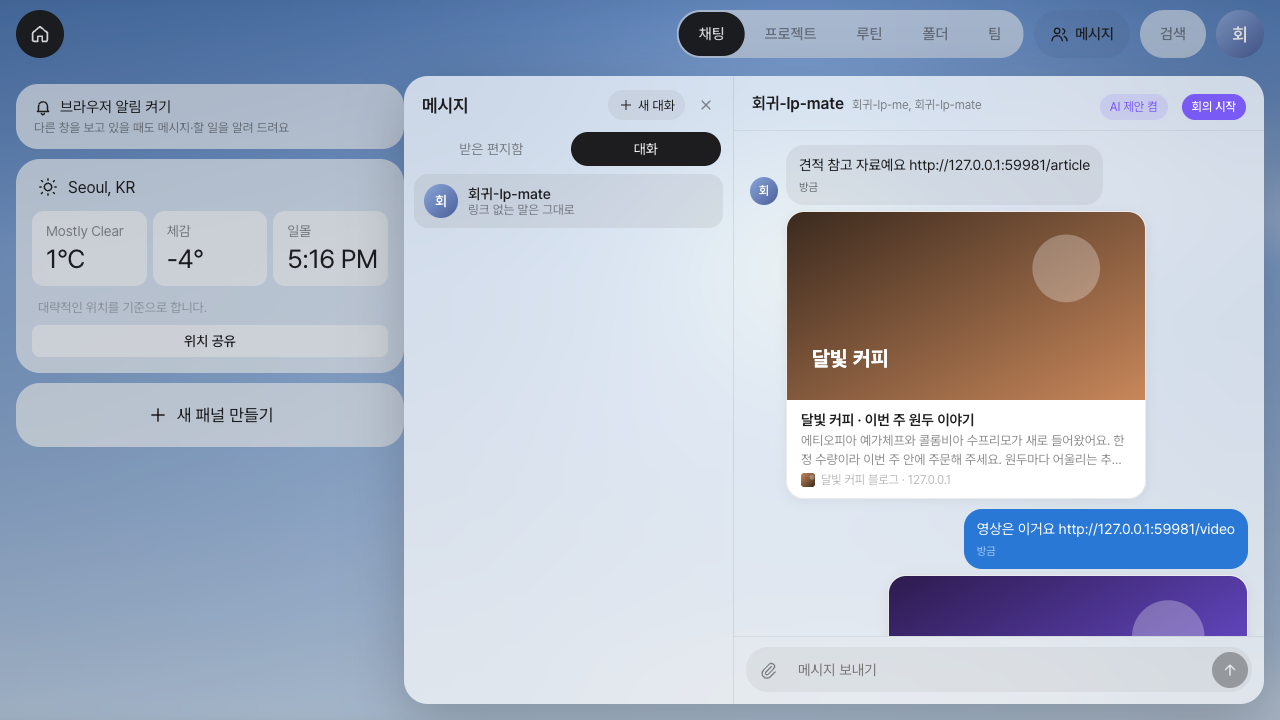 채팅
프로젝트
루틴
폴더
팀
메시지
검색
회
브라우저 알림 켜기
다른 창을 보고 있을 때도 메시지·할 일을 알려 드려요
Seoul, KR
Mostly Clear
1°C
체감
-4°
일몰
5:16 PM
대략적인 위치를 기준으로 합니다.
위치 공유
새 패널 만들기
메시지
새 대화
받은 편지함
대화
회
회귀-lp-mate
링크 없는 말은 그대로
회귀-lp-mate 회귀-lp-me, 회귀-lp-mate
AI 제안 켬
회의 시작
견적 참고 자료예요 http://127.0.0.1:59981/article
방금
회
달빛 커피
달빛 커피 · 이번 주 원두 이야기
에티오피아 예가체프와 콜롬비아 수프리모가 새로 들어왔어요. 한
정 수량이라 이번 주 안에 주문해 주세요. 원두마다 어울리는 추...
달빛 커피 블로그 · 127.0.0.1
영상은 이거요 http://127.0.0.1:59981/video
방금
메시지 보내기